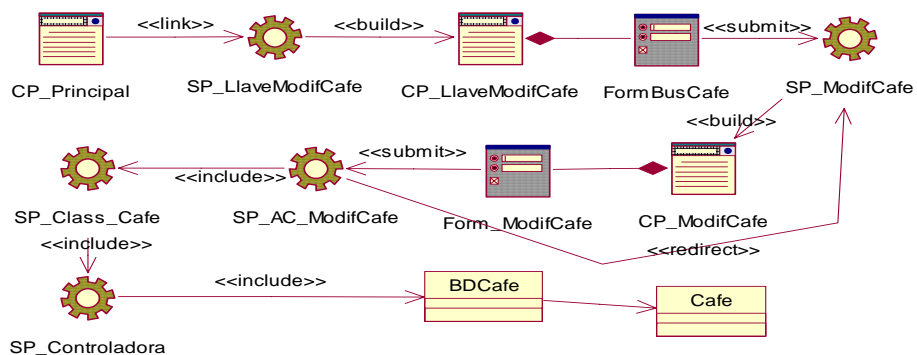 <<link>>
<<build>>
<<submit>>
CP_Principal
SP_LlaveModifCafe
CP_LlaveModifCafe
FormBusCafe
SP_ModifCafe
<<build>>
<<submit>>
<<include>>
SP_Class_Cafe
SP_AC_ModifCafe
Form_ModifCafe
CP_ModifCafe
<<include>>
<<redirect>>
<<include>>
BDCafe
Cafe
SP_Controladora